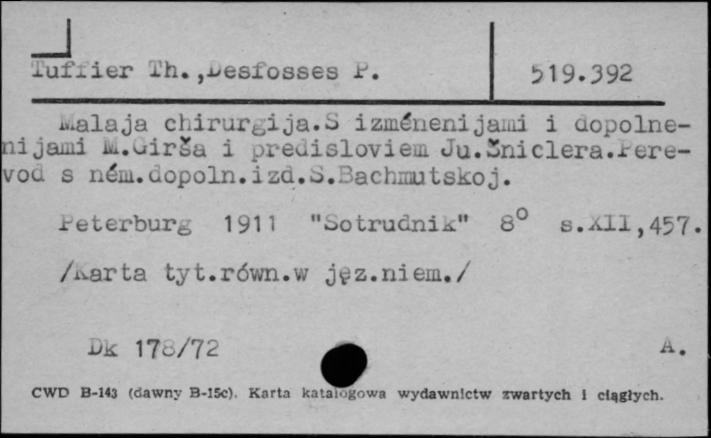 Tuffier Th.,Desfosses P.
519.392
Malaja chirurgija.S izménenijami i dopolne-
nijami M.Girša i predisloviem Ju.Šniclera.Pere-
vod s ném.dopoln.izd.S.Bachmutskoj.
Peterburg 1911 "Sotrudnik" 8° s.XII,457.
/Karta tyt.równ.w jęz.niem./
Dk 178/72
A.
CWD B-143 (dawny B-15c). Karta katalogowa wydawnictw zwartych i ciągłych.